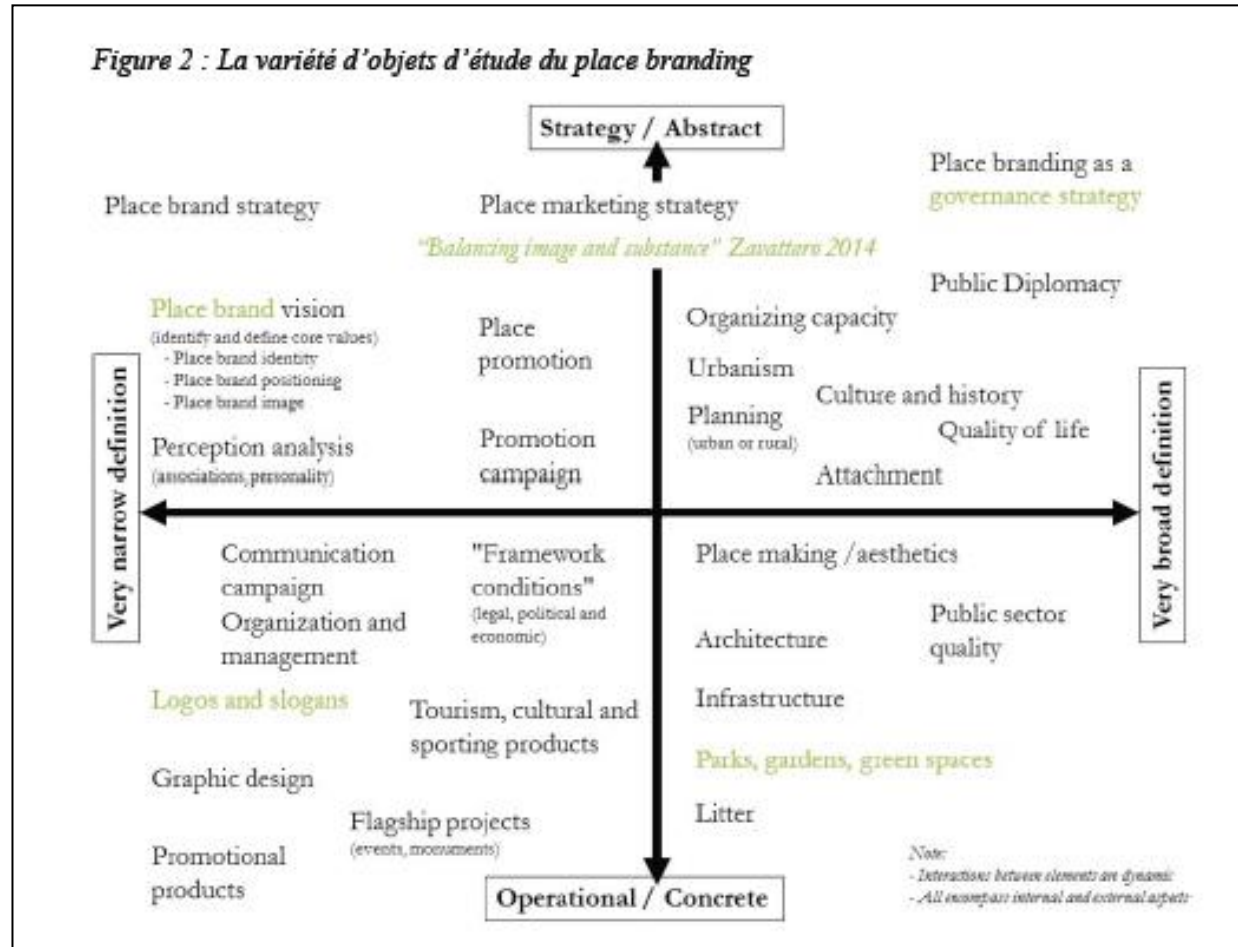 Figure 2 : La variété d'objets d'étude du place branding
Strategy / Abstract
Place brand strategy
Place marketing strategy
Place branding as a
governance strategy
"Balancing image and substance" Zavattaro 2014
Public Diplomacy
Place brand vision
(identify and define core values)
- Place brand identity
- Place brand positioning
- Place brand image
Perception analysis
(associations, personality)
Place
promotion
Promotion
campaign
Organizing capacity
Urbanism
Planning
(urban or rural)
Culture and history
Quality of life
Attachment
Very narrow definition
Very broad definition
Communication
campaign
Organization and
management
Logos and slogans
Graphic design
Promotional
products
"Framework
conditions"
(legal, political and
economic)
Tourism, cultural and
sporting products
Flagship projects
(events, monuments)
Place making /aesthetics
Architecture
Infrastructure
Parks, gardens, green spaces
Litter
Public sector
quality
Operational / Concrete
Note:
- Interactions between elements are dynamic
- All encompass internal and external aspects